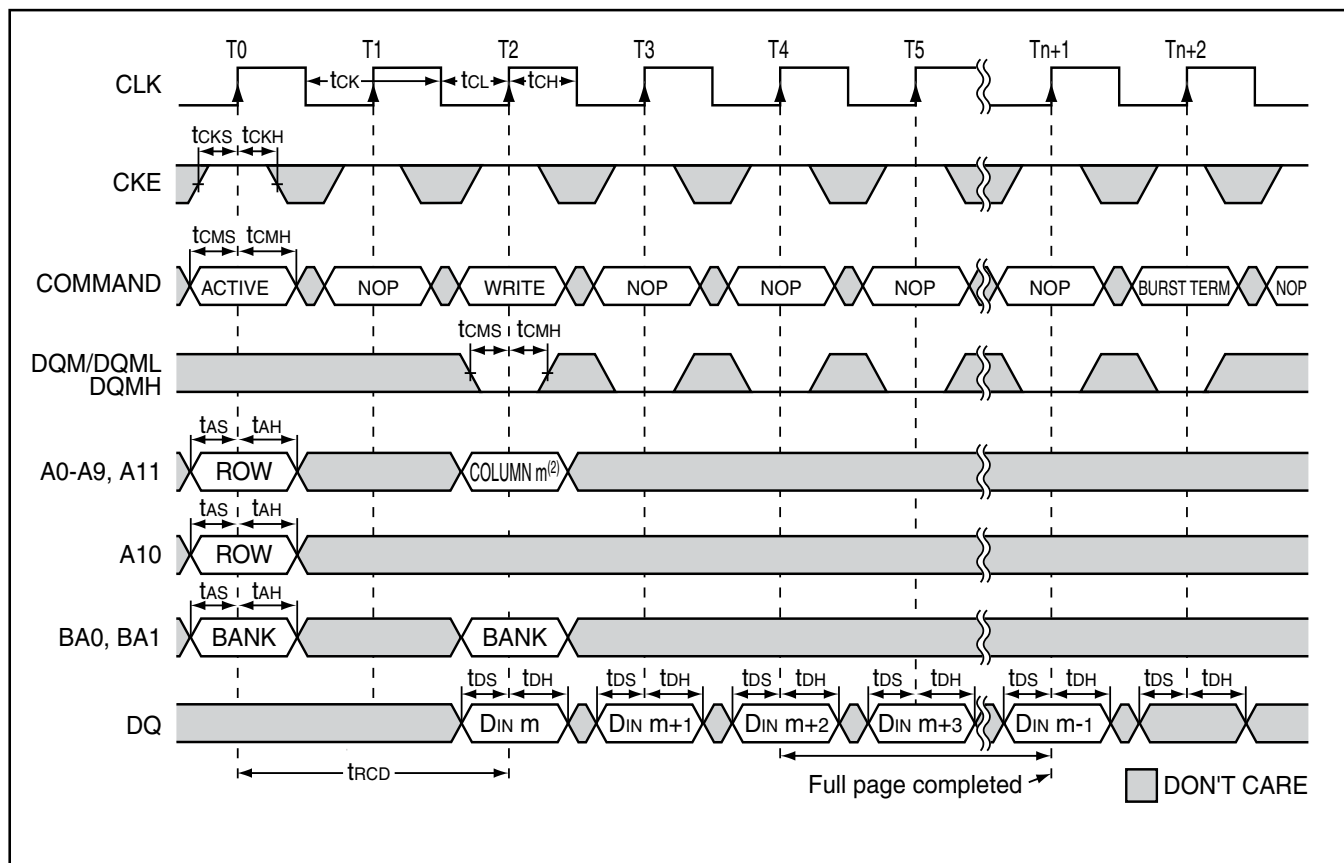 T0 T1 T2 T3 T4 T5 Tn+1 Tn+2
CLK
tCK tCL tCH
tCKS tCKH
CKE
tCMS tCMH
COMMAND ACTIVE NOP WRITE NOP NOP NOP NOP BURST TERM NOP
tCMS tCMH
DQM/DQML
DQMH
tAS tAH
A0-A9, A11 ROW COLUMN m(2)
tAS tAH
A10 ROW
tAS tAH
BA0, BA1 BANK BANK
tDS tDH tDS tDH tDS tDH tDS tDH tDS tDH tDS tDH
DQ DIN m DIN m+1 DIN m+2 DIN m+3 DIN m-1
tRCD
Full page completed
DON'T CARE